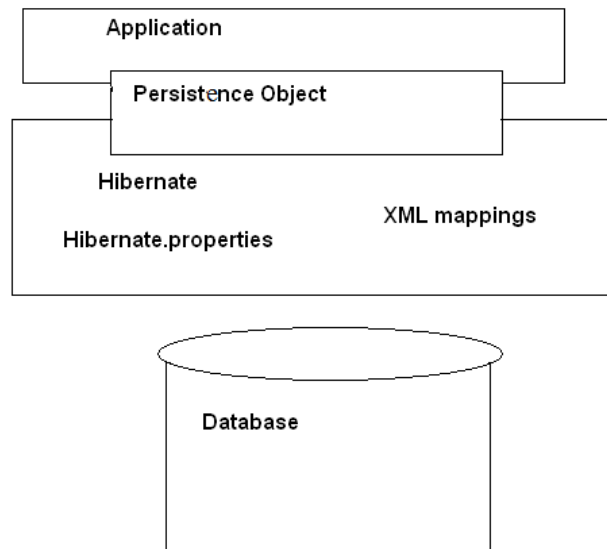 Application
Persistence Object
Hibernate
XML mappings
Hibernate.properties
Database